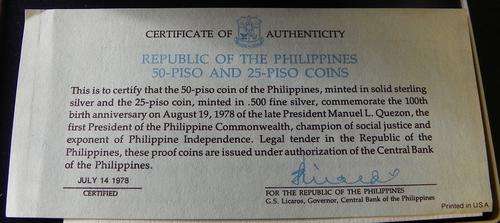 CERTIFICATE OF AUTHENTICITY
REPUBLIC OF THE PHILIPPINES
50-PISO AND 25-PISO COINS
This is to certify that the 50-piso coin of the Philippines, minted in solid sterling
silver and the 25-piso coin, minted in .500 fine silver, commemorate the 100th
birth anniversary on August 19, 1978 of the late President Manuel L. Quezon, the
first President of the Philippine Commonwealth, champion of social justice and
exponent of Philippine Independence. Legal tender in the Republic of the
Philippines, these proof coins are issued under authorization of the Central Bank
of the Philippines.
JULY 14 1978
CERTIFIED
FOR THE REPUBLIC OF THE PHILIPPINES
G.S. Licaros, Governor, Central Bank of the Philippines
Printed in U.S.A.